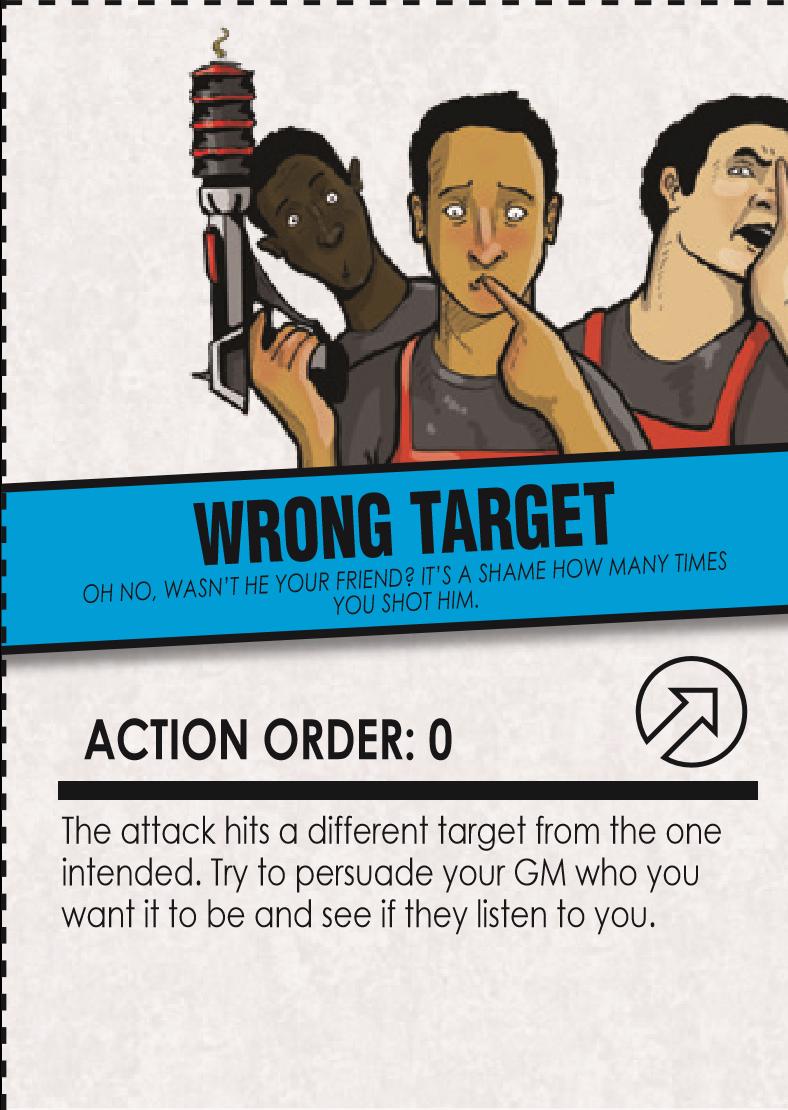 WRONG TARGET
OH NO, WASN'T HE YOUR FRIEND? IT'S A SHAME HOW MANY TIMES
YOU SHOT HIM.
ACTION ORDER: 0
The attack hits a different target from the one
intended. Try to persuade your GM who you
want it to be and see if they listen to you.